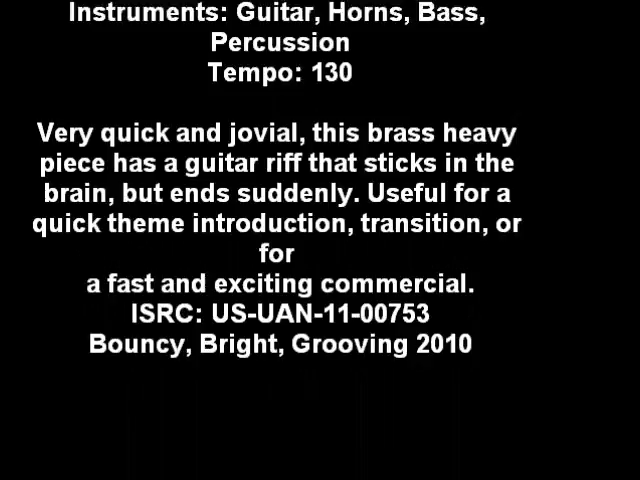 Instruments: Guitar, Horns, Bass,
Percussion
Tempo: 130
Very quick and jovial, this brass heavy
piece has a guitar riff that sticks in the
brain, but ends suddenly. Useful for a
quick theme introduction, transition, or
for
a fast and exciting commercial.
ISRC: US-UAN-11-00753
Bouncy, Bright, Grooving 2010